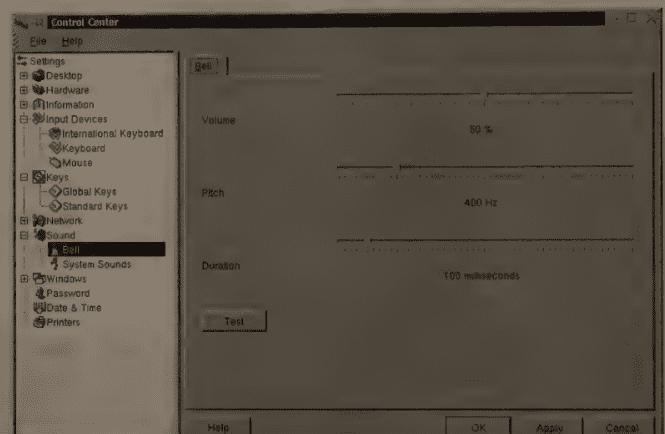 Control Center
File Help
Settings
Desktop
Hardware
Information
Input Devices
International Keyboard
Keyboard
Mouse
Keys
Global Keys
Standard Keys
Network
Sound
Bell
System Sounds
Windows
Password
Date & Time
Printers
Bell
Volume
50 %
Pitch
400 Hz
Duration
100 milliseconds
Test
Help OK Apply Cancel